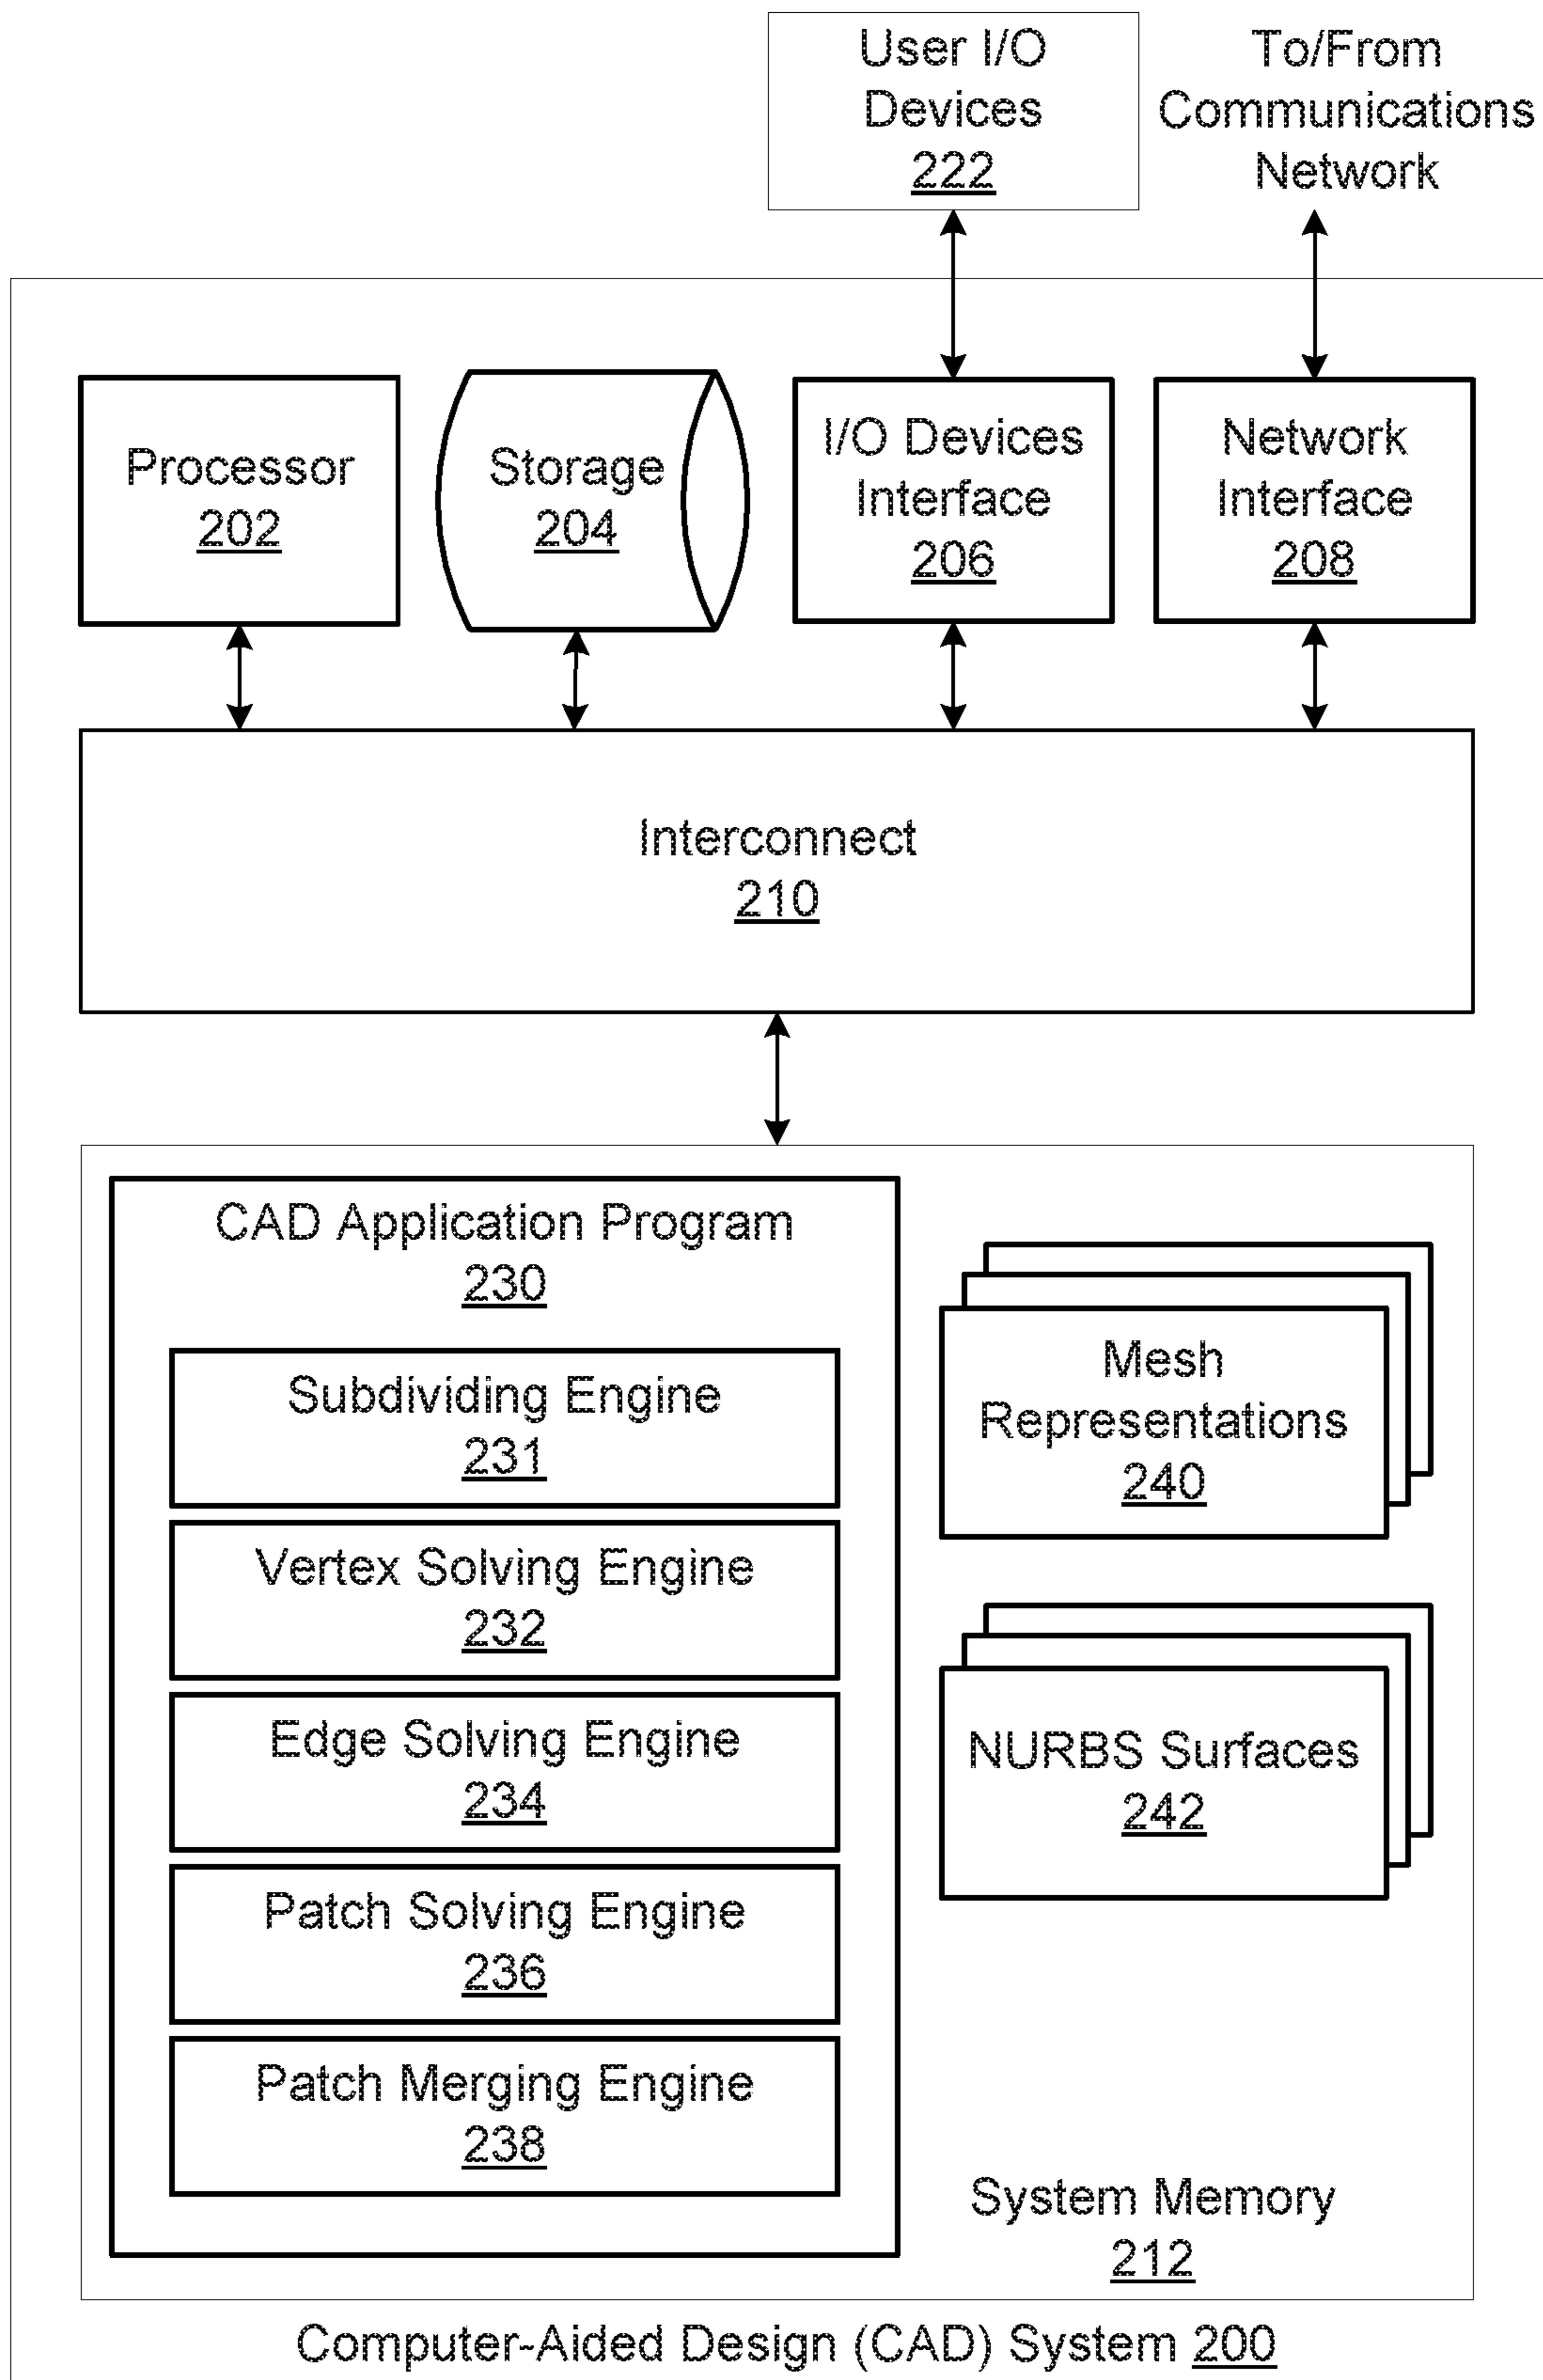 User I/O
Devices
222
To/From
Communications
Network
Processor
202
Storage
204
I/O Devices
Interface
206
Network
Interface
208
Interconnect
210
CAD Application Program
230
Subdividing Engine
231
Vertex Solving Engine
232
Edge Solving Engine
234
Patch Solving Engine
236
Patch Merging Engine
238
Mesh
Representations
240
NURBS Surfaces
242
System Memory
212
Computer-Aided Design (CAD) System 200